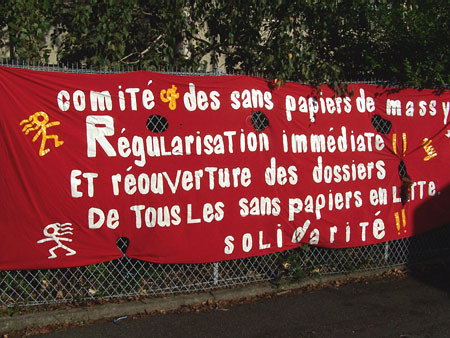 comité des sans papiers de massy
Régularisation immédiate !!
ET réouverture des dossiers
De Tous Les sans papiers en Lutte.
solidarité !!